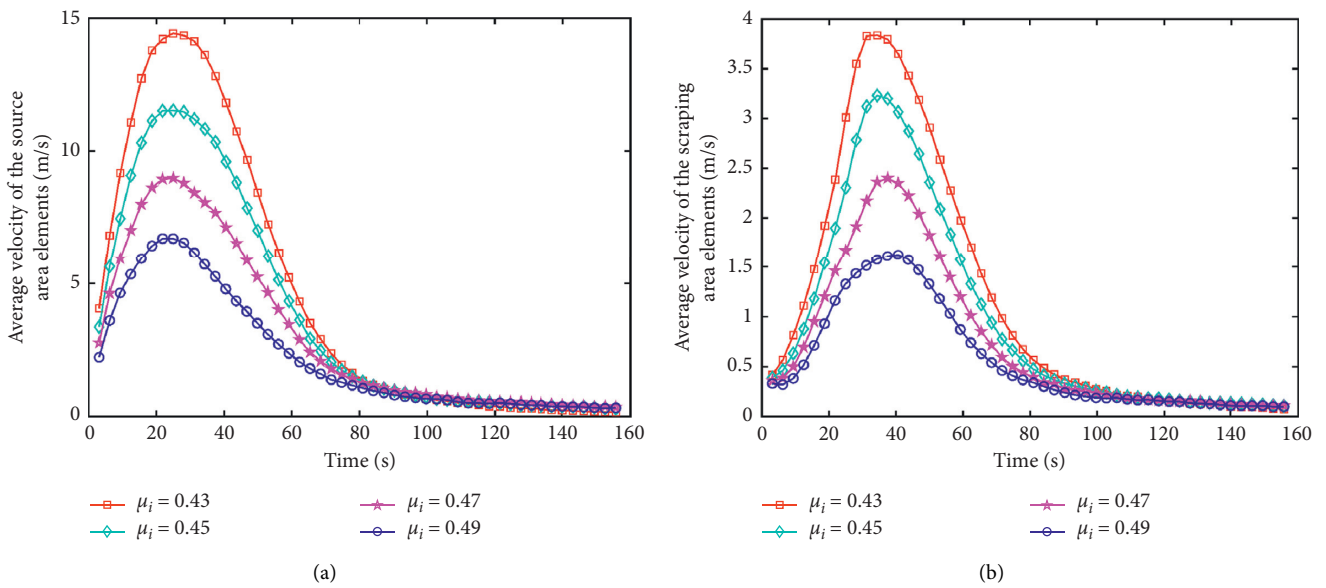 15
10
5
0
Average velocity of the source
area elements (m/s)
0 20 40 60 80 100 120 140 160
Time (s)
μi = 0.43
μi = 0.47
μi = 0.45
μi = 0.49
(a)
4
3.5
3
2.5
2
1.5
1
0.5
0
Average velocity of the scraping
area elements (m/s)
0 20 40 60 80 100 120 140 160
Time (s)
μi = 0.43
μi = 0.47
μi = 0.45
μi = 0.49
(b)